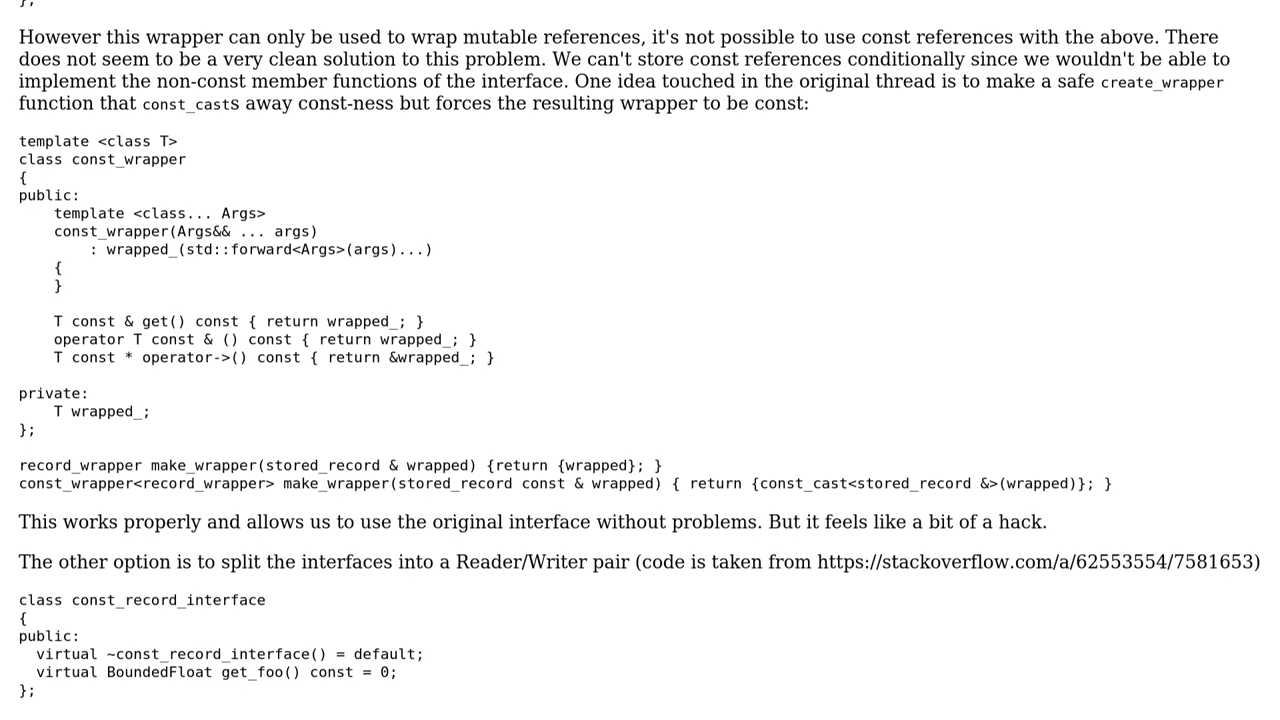 };
However this wrapper can only be used to wrap mutable references, it's not possible to use const references with the above. There
does not seem to be a very clean solution to this problem. We can't store const references conditionally since we wouldn't be able to
implement the non-const member functions of the interface. One idea touched in the original thread is to make a safe create_wrapper
function that const_casts away const-ness but forces the resulting wrapper to be const:
template <class T>
class const_wrapper
{
public:
    template <class... Args>
    const_wrapper(Args&& ... args)
        : wrapped_(std::forward<Args>(args)...)
    {
    }

    T const & get() const { return wrapped_; }
    operator T const & () const { return wrapped_; }
    T const * operator->() const { return &wrapped_; }

private:
    T wrapped_;
};

record_wrapper make_wrapper(stored_record & wrapped) {return {wrapped}; }
const_wrapper<record_wrapper> make_wrapper(stored_record const & wrapped) { return {const_cast<stored_record &>(wrapped)}; }
This works properly and allows us to use the original interface without problems. But it feels like a bit of a hack.
The other option is to split the interfaces into a Reader/Writer pair (code is taken from https://stackoverflow.com/a/62553554/7581653)
class const_record_interface
{
public:
  virtual ~const_record_interface() = default;
  virtual BoundedFloat get_foo() const = 0;
};